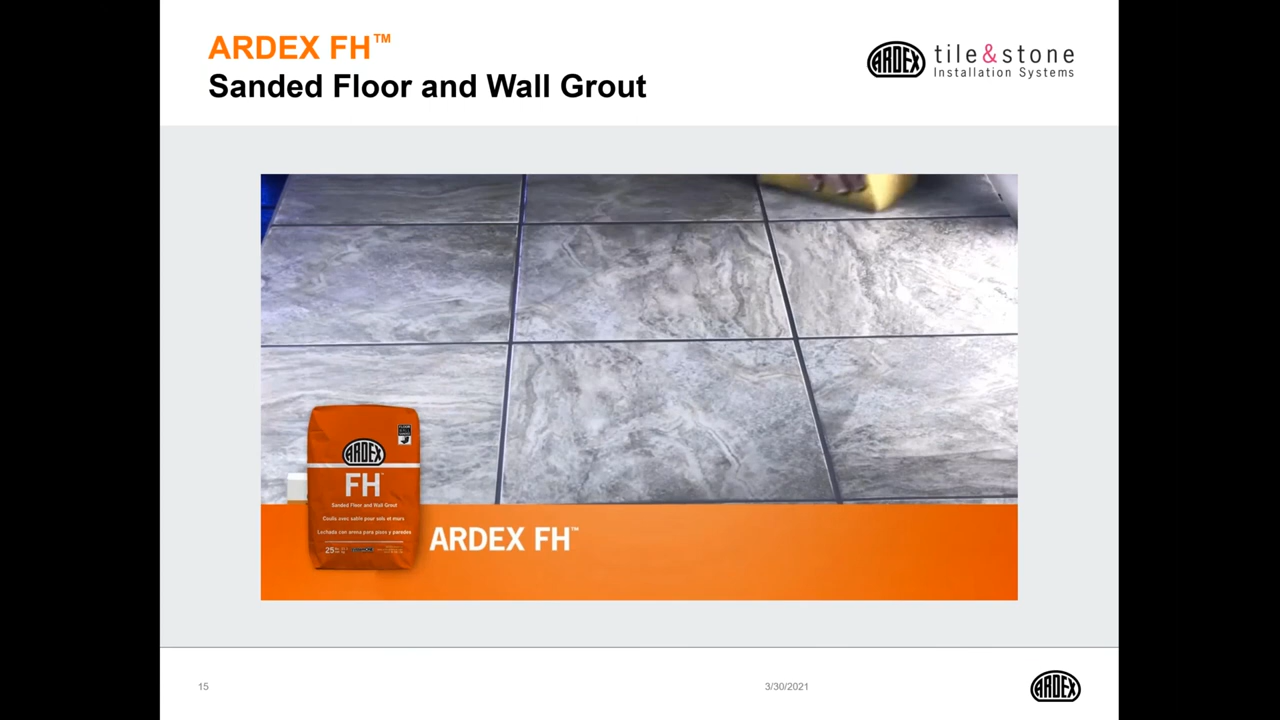 ARDEX FH™
Sanded Floor and Wall Grout
ARDEX
tile&stone
Installation Systems
ARDEX
FH™
Sanded Floor and Wall Grout
Coulis avec sable pour sols et murs
Lechada con arena para pisos y paredes
25
ARDEX FH™
15
3/30/2021
ARDEX